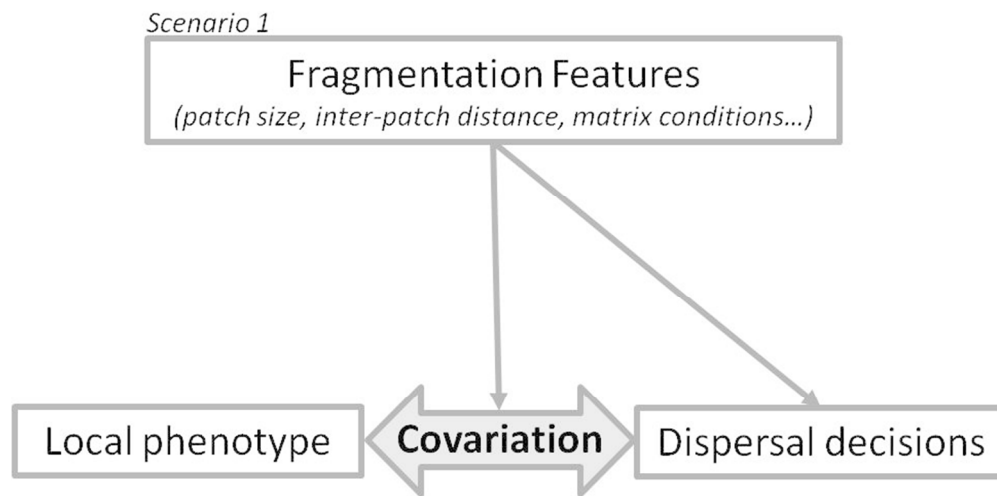 Scenario 1
Fragmentation Features
(patch size, inter-patch distance, matrix conditions…)
Local phenotype
Covariation
Dispersal decisions